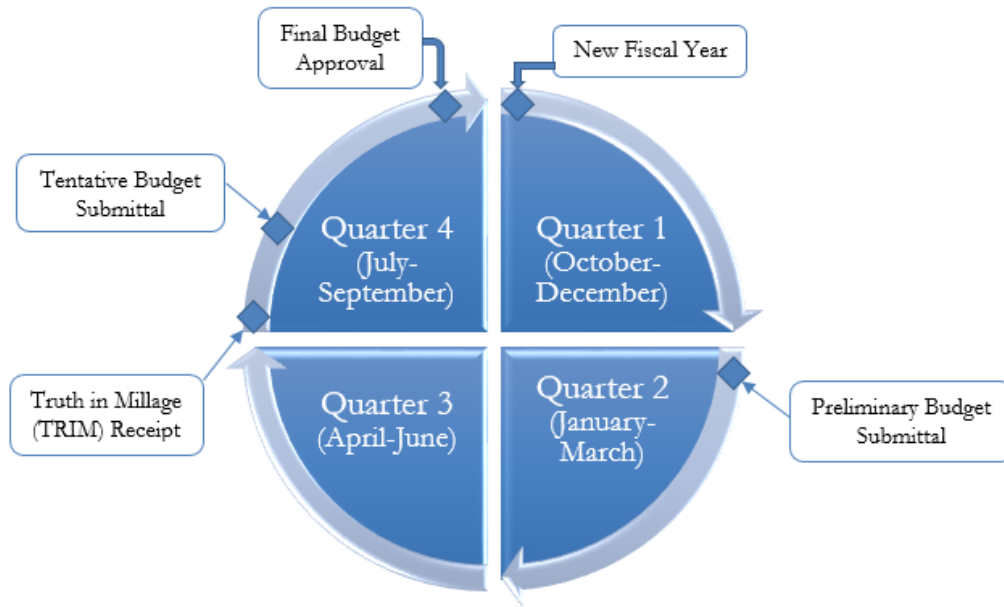 Final Budget
Approval
New Fiscal Year
Tentative Budget
Submittal
Quarter 4
(July-
September)
Quarter 1
(October-
December)
Truth in Millage
(TRIM) Receipt
Quarter 3
(April-June)
Quarter 2
(January-
March)
Preliminary Budget
Submittal